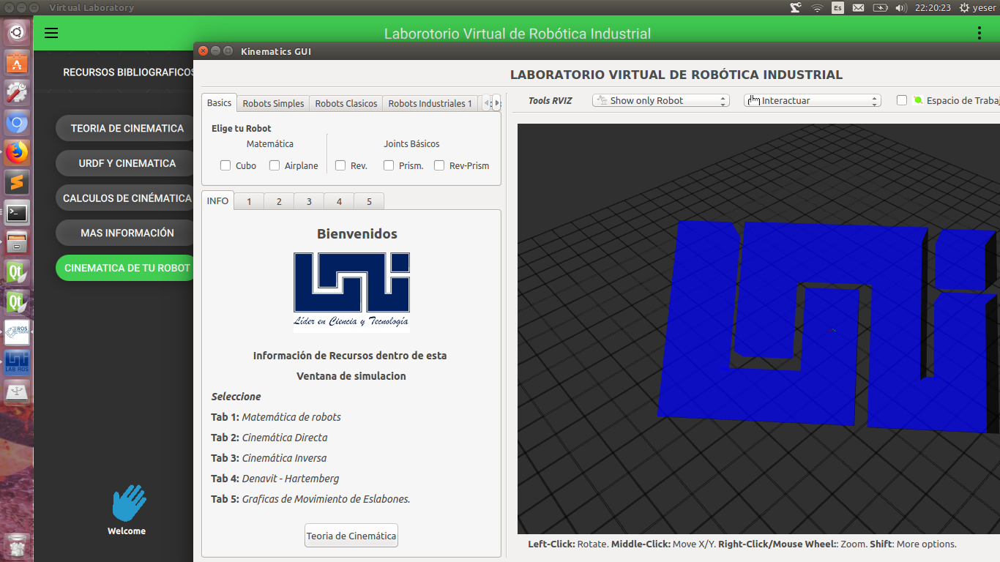 Virtual Laboratory
Es
22:20:23
yeser
Laborotorio Virtual de Robótica Industrial
Kinematics GUI
RECURSOS BIBLIOGRAFICOS
TEORIA DE CINEMATICA
URDF Y CINEMATICA
CALCULOS DE CINÉMATICA
MAS INFORMACIÓN
CINEMATICA DE TU ROBOT
Welcome
ROS
LAB ROS
LABORATORIO VIRTUAL DE ROBÓTICA INDUSTRIAL
Basics
Robots Simples
Robots Clasicos
Robots Industriales 1
Tools RVIZ
Show only Robot
Interactuar
Espacio de Trabaj
Elige tu Robot
Matemática
Joints Básicos
Cubo
Airplane
Rev.
Prism.
Rev-Prism
INFO
1
2
3
4
5
Bienvenidos
Líder en Ciencia y Tecnología
Información de Recursos dentro de esta
Ventana de simulacion
Seleccione
Tab 1: Matemática de robots
Tab 2: Cinemática Directa
Tab 3: Cinemática Inversa
Tab 4: Denavit - Hartemberg
Tab 5: Graficas de Movimiento de Eslabones.
Teoria de Cinemática
Left-Click: Rotate. Middle-Click: Move X/Y. Right-Click/Mouse Wheel:: Zoom. Shift: More options.